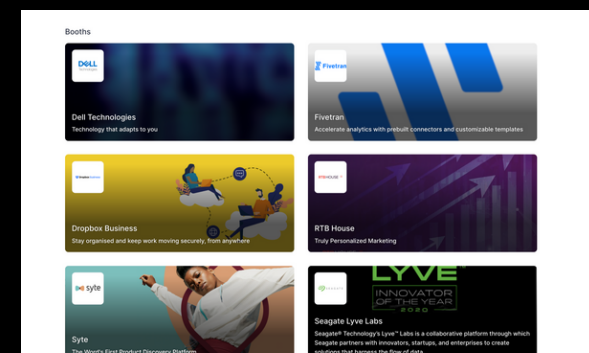 Booths
DELL
Technologies
Dell Technologies
Technology that adapts to you
Fivetran
Fivetran
Accelerate analytics with prebuilt connectors and customizable templates
Dropbox Business
Stay organised and keep work moving securely, from anywhere
RTB HOUSE
RTB House
Truly Personalized Marketing
syte
Syte
The Word's First Product Discovery Platform
LYVE
INNOVATOR
OF THE YEAR
2020
Seagate Lyve Labs
Seagate® Technology's Lyve™ Labs is a collaborative platform through which
Seagate partners with innovators, startups, and enterprises to create
solutions that harness the flow of data